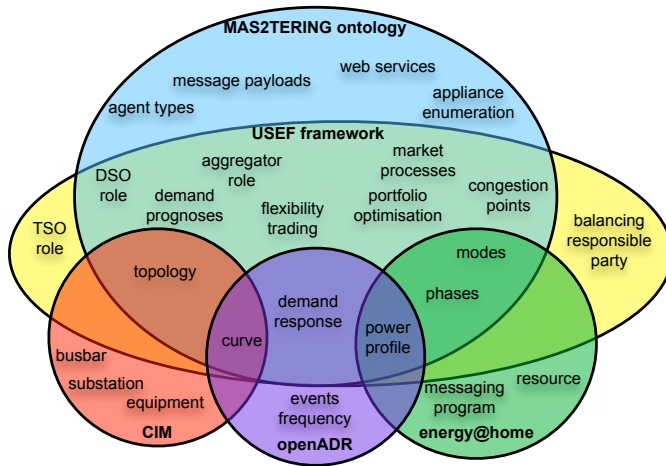 MAS2TERING ontology
web services
message payloads
appliance
enumeration
agent types
USEF framework
market
processes
aggregator
role
DSO
role
demand
prognoses
flexibility
trading
portfolio
optimisation
congestion
points
TSO
role
balancing
responsible
party
topology
modes
phases
demand
response
curve
power
profile
busbar
substation
equipment
CIM
events
frequency
openADR
messaging
program
resource
energy@home